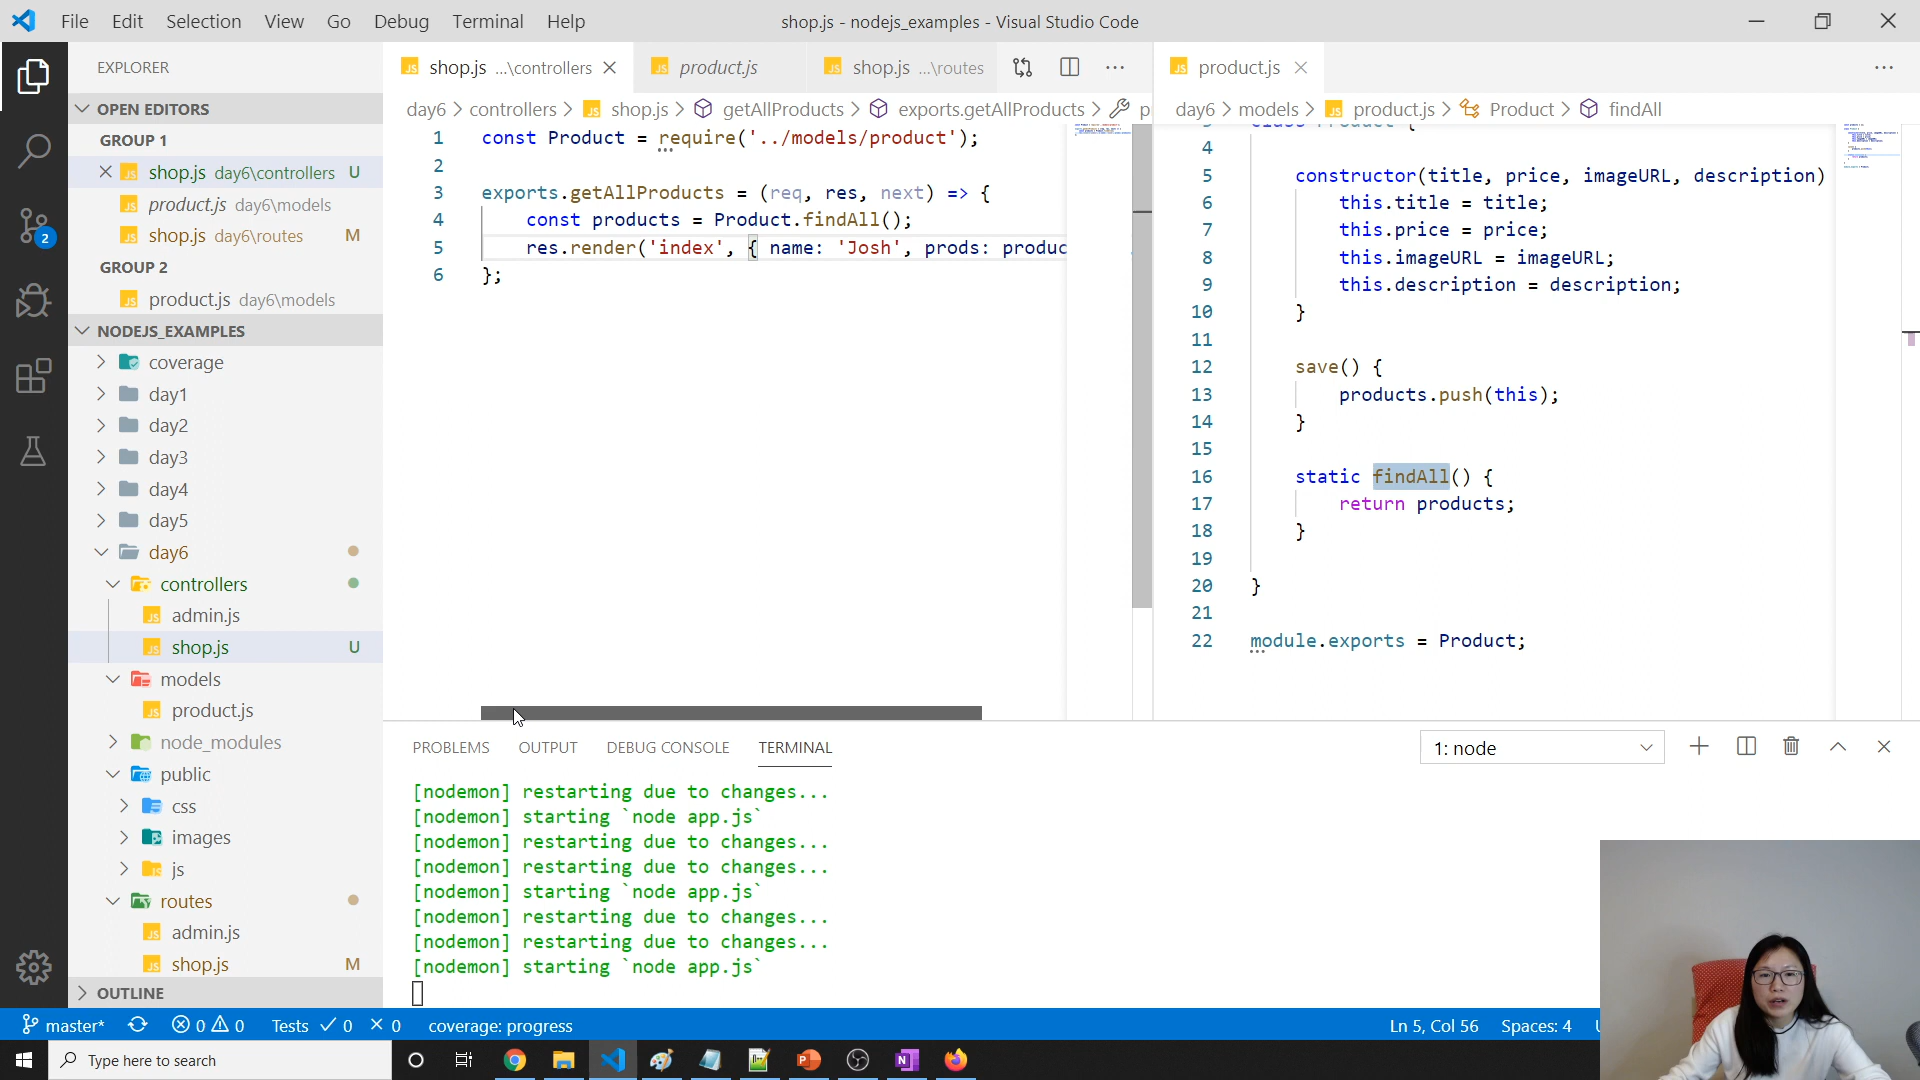 File Edit Selection View Go Debug Terminal Help
shop.js - nodejs_examples - Visual Studio Code
EXPLORER
OPEN EDITORS
GROUP 1
shop.js day6\controllers U
product.js day6\models
shop.js day6\routes M
GROUP 2
product.js day6\models
NODEJS_EXAMPLES
coverage
day1
day2
day3
day4
day5
day6
controllers
admin.js
shop.js U
models
product.js
node_modules
public
css
images
js
routes
admin.js
shop.js M
OUTLINE
shop.js ...\controllers
product.js
shop.js ...\routes
day6 > controllers > shop.js > getAllProducts > exports.getAllProducts > p
1 const Product = require('../models/product');
2
3 exports.getAllProducts = (req, res, next) => {
4 const products = Product.findAll();
5 res.render('index', { name: 'Josh', prods: produc
6 };
product.js
day6 > models > product.js > Product > findAll
4
5 constructor(title, price, imageURL, description)
6 this.title = title;
7 this.price = price;
8 this.imageURL = imageURL;
9 this.description = description;
10 }
11
12 save() {
13 products.push(this);
14 }
15
16 static findAll() {
17 return products;
18 }
19
20 }
21
22 module.exports = Product;
PROBLEMS OUTPUT DEBUG CONSOLE TERMINAL
1: node
[nodemon] restarting due to changes...
[nodemon] starting `node app.js`
[nodemon] restarting due to changes...
[nodemon] restarting due to changes...
[nodemon] starting `node app.js`
[nodemon] restarting due to changes...
[nodemon] restarting due to changes...
[nodemon] starting `node app.js`
2
master* 0 0 Tests 0 0 coverage: progress
Ln 5, Col 56 Spaces: 4
Type here to search